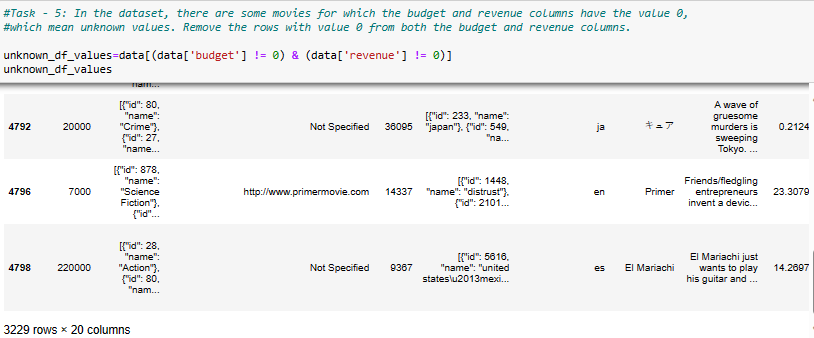 #Task - 5: In the dataset, there are some movies for which the budget and revenue columns have the value 0,
#which mean unknown values. Remove the rows with value 0 from both the budget and revenue columns.
unknown_df_values=data[(data['budget'] != 0) & (data['revenue'] != 0)]
unknown_df_values
nam...
[{"id": 80,
"name":
"Crime"},
{"id": 27,
"name...
4792 20000 Not Specified 36095
[{"id": 233, "name":
"japan"}, {"id": 549,
"na...
ja キュア
A wave of
gruesome
murders is
sweeping
Tokyo. ...
0.2124
[{"id": 878,
"name":
"Science
Fiction"},
{"id"...
4796 7000 http://www.primermovie.com 14337
[{"id": 1448,
"name": "distrust"},
{"id": 2101...
en Primer
Friends/fledgling
entrepreneurs
invent a devic...
23.3079
[{"id": 28,
"name":
"Action"},
{"id": 80,
"nam...
4798 220000 Not Specified 9367
[{"id": 5616,
"name": "united
states\u2013mexi...
es El Mariachi
El Mariachi just
wants to play
his guitar and ...
14.2697
3229 rows × 20 columns